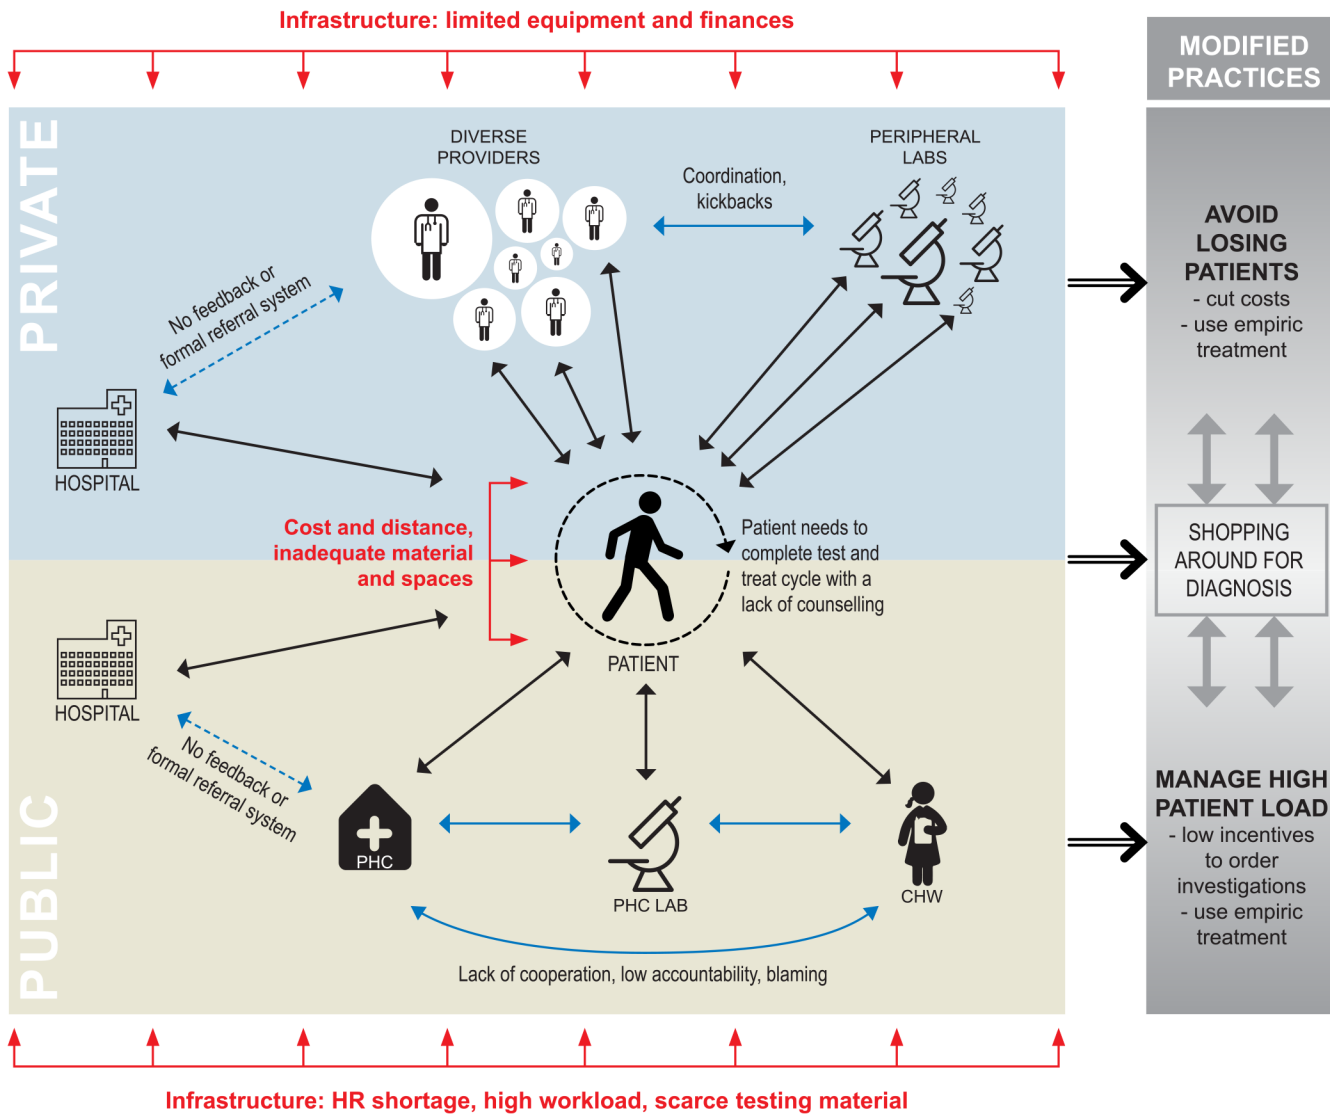 Infrastructure: limited equipment and finances
MODIFIED
PRACTICES
PRIVATE
DIVERSE
PROVIDERS
PERIPHERAL
LABS
Coordination,
kickbacks
No feedback or
formal referral system
HOSPITAL
AVOID
LOSING
PATIENTS
- cut costs
- use empiric
treatment
Cost and distance,
inadequate material
and spaces
Patient needs to
complete test and
treat cycle with a
lack of counselling
PATIENT
SHOPPING
AROUND FOR
DIAGNOSIS
PUBLIC
HOSPITAL
No feedback or
formal referral system
PHC
PHC LAB
CHW
Lack of cooperation, low accountability, blaming
MANAGE HIGH
PATIENT LOAD
- low incentives
to order
investigations
- use empiric
treatment
Infrastructure: HR shortage, high workload, scarce testing material